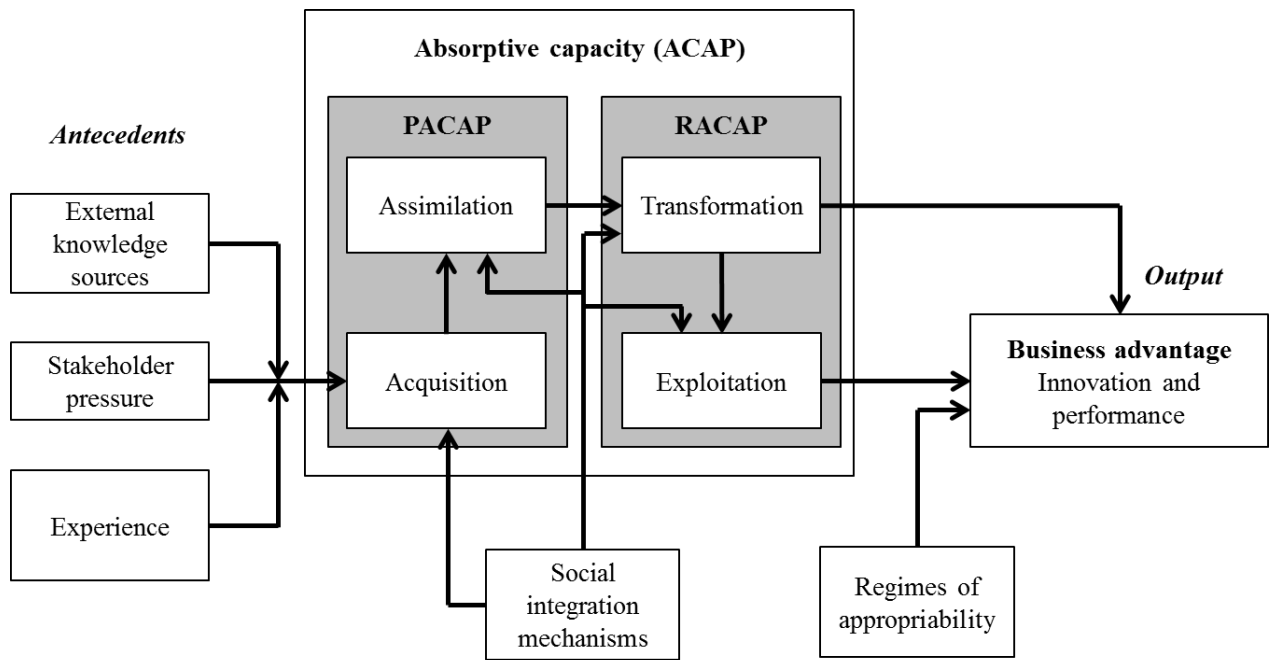 Absorptive capacity (ACAP)
Antecedents
PACAP
RACAP
External
knowledge
sources
Assimilation
Transformation
Output
Stakeholder
pressure
Acquisition
Exploitation
Business advantage
Innovation and
performance
Experience
Social
integration
mechanisms
Regimes of
appropriability